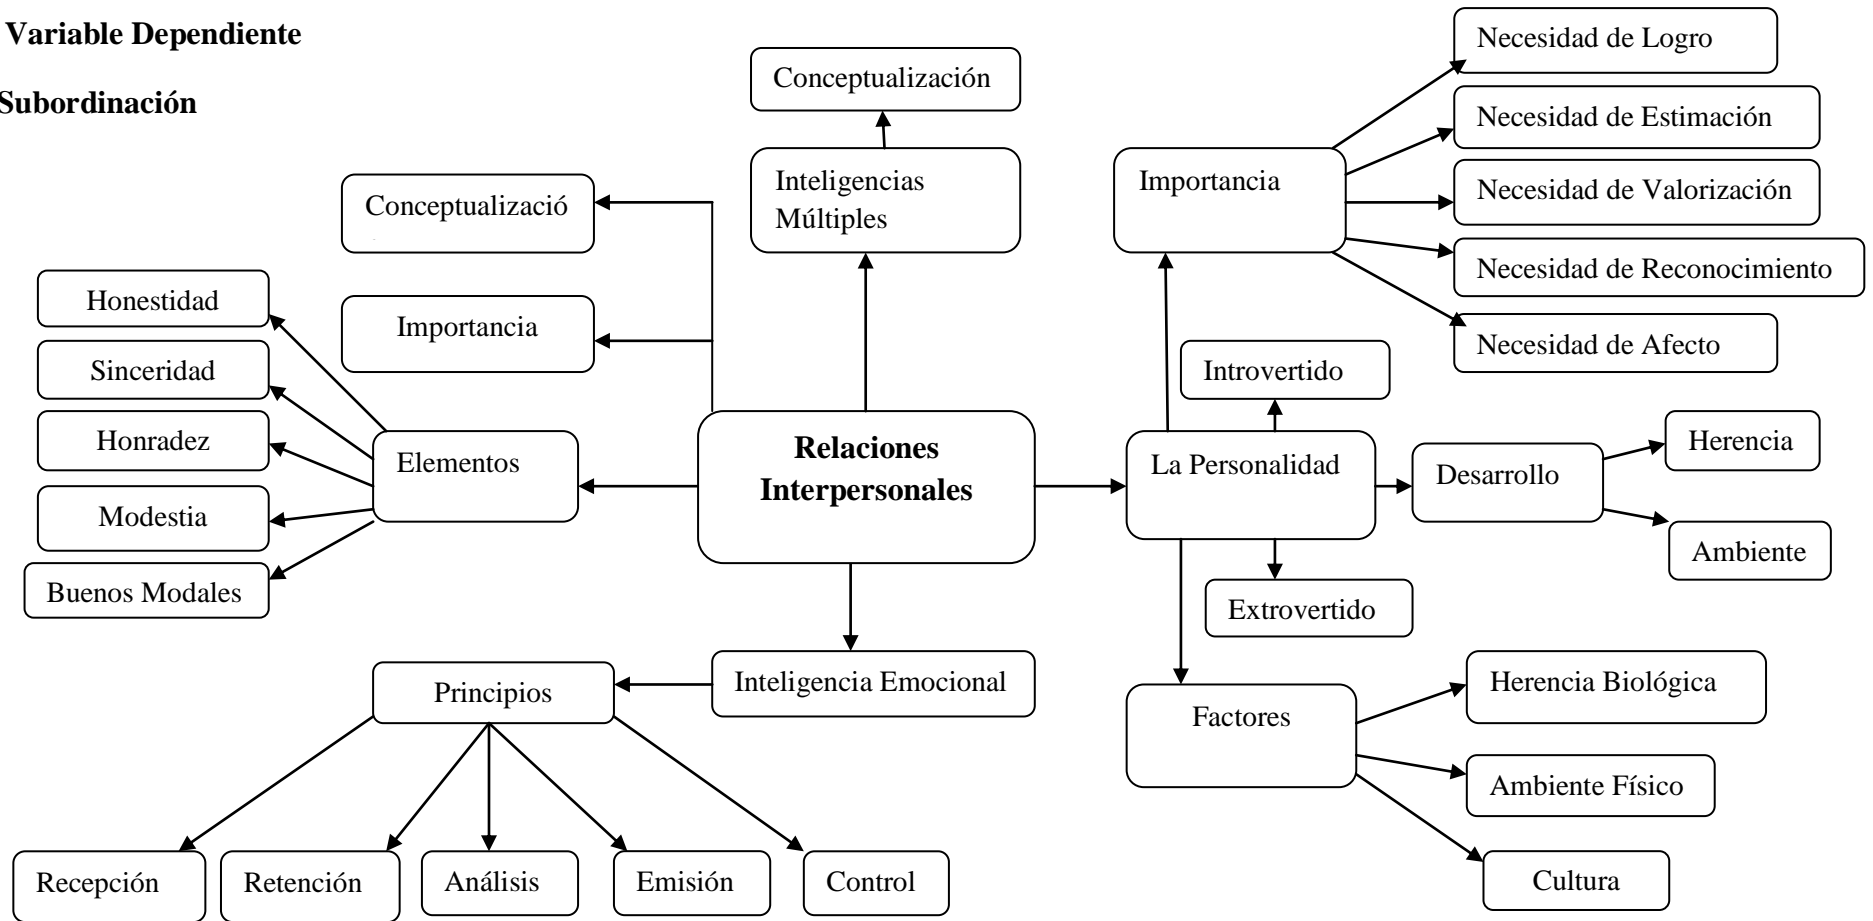 Variable Dependiente
Subordinación
Conceptualización
Inteligencias
Múltiples
Conceptualizació
Importancia
Honestidad
Sinceridad
Honradez
Modestia
Buenos Modales
Elementos
Relaciones
Interpersonales
Importancia
Necesidad de Logro
Necesidad de Estimación
Necesidad de Valorización
Necesidad de Reconocimiento
Necesidad de Afecto
Introvertido
La Personalidad
Extrovertido
Desarrollo
Herencia
Ambiente
Inteligencia Emocional
Principios
Recepción
Retención
Análisis
Emisión
Control
Factores
Herencia Biológica
Ambiente Físico
Cultura